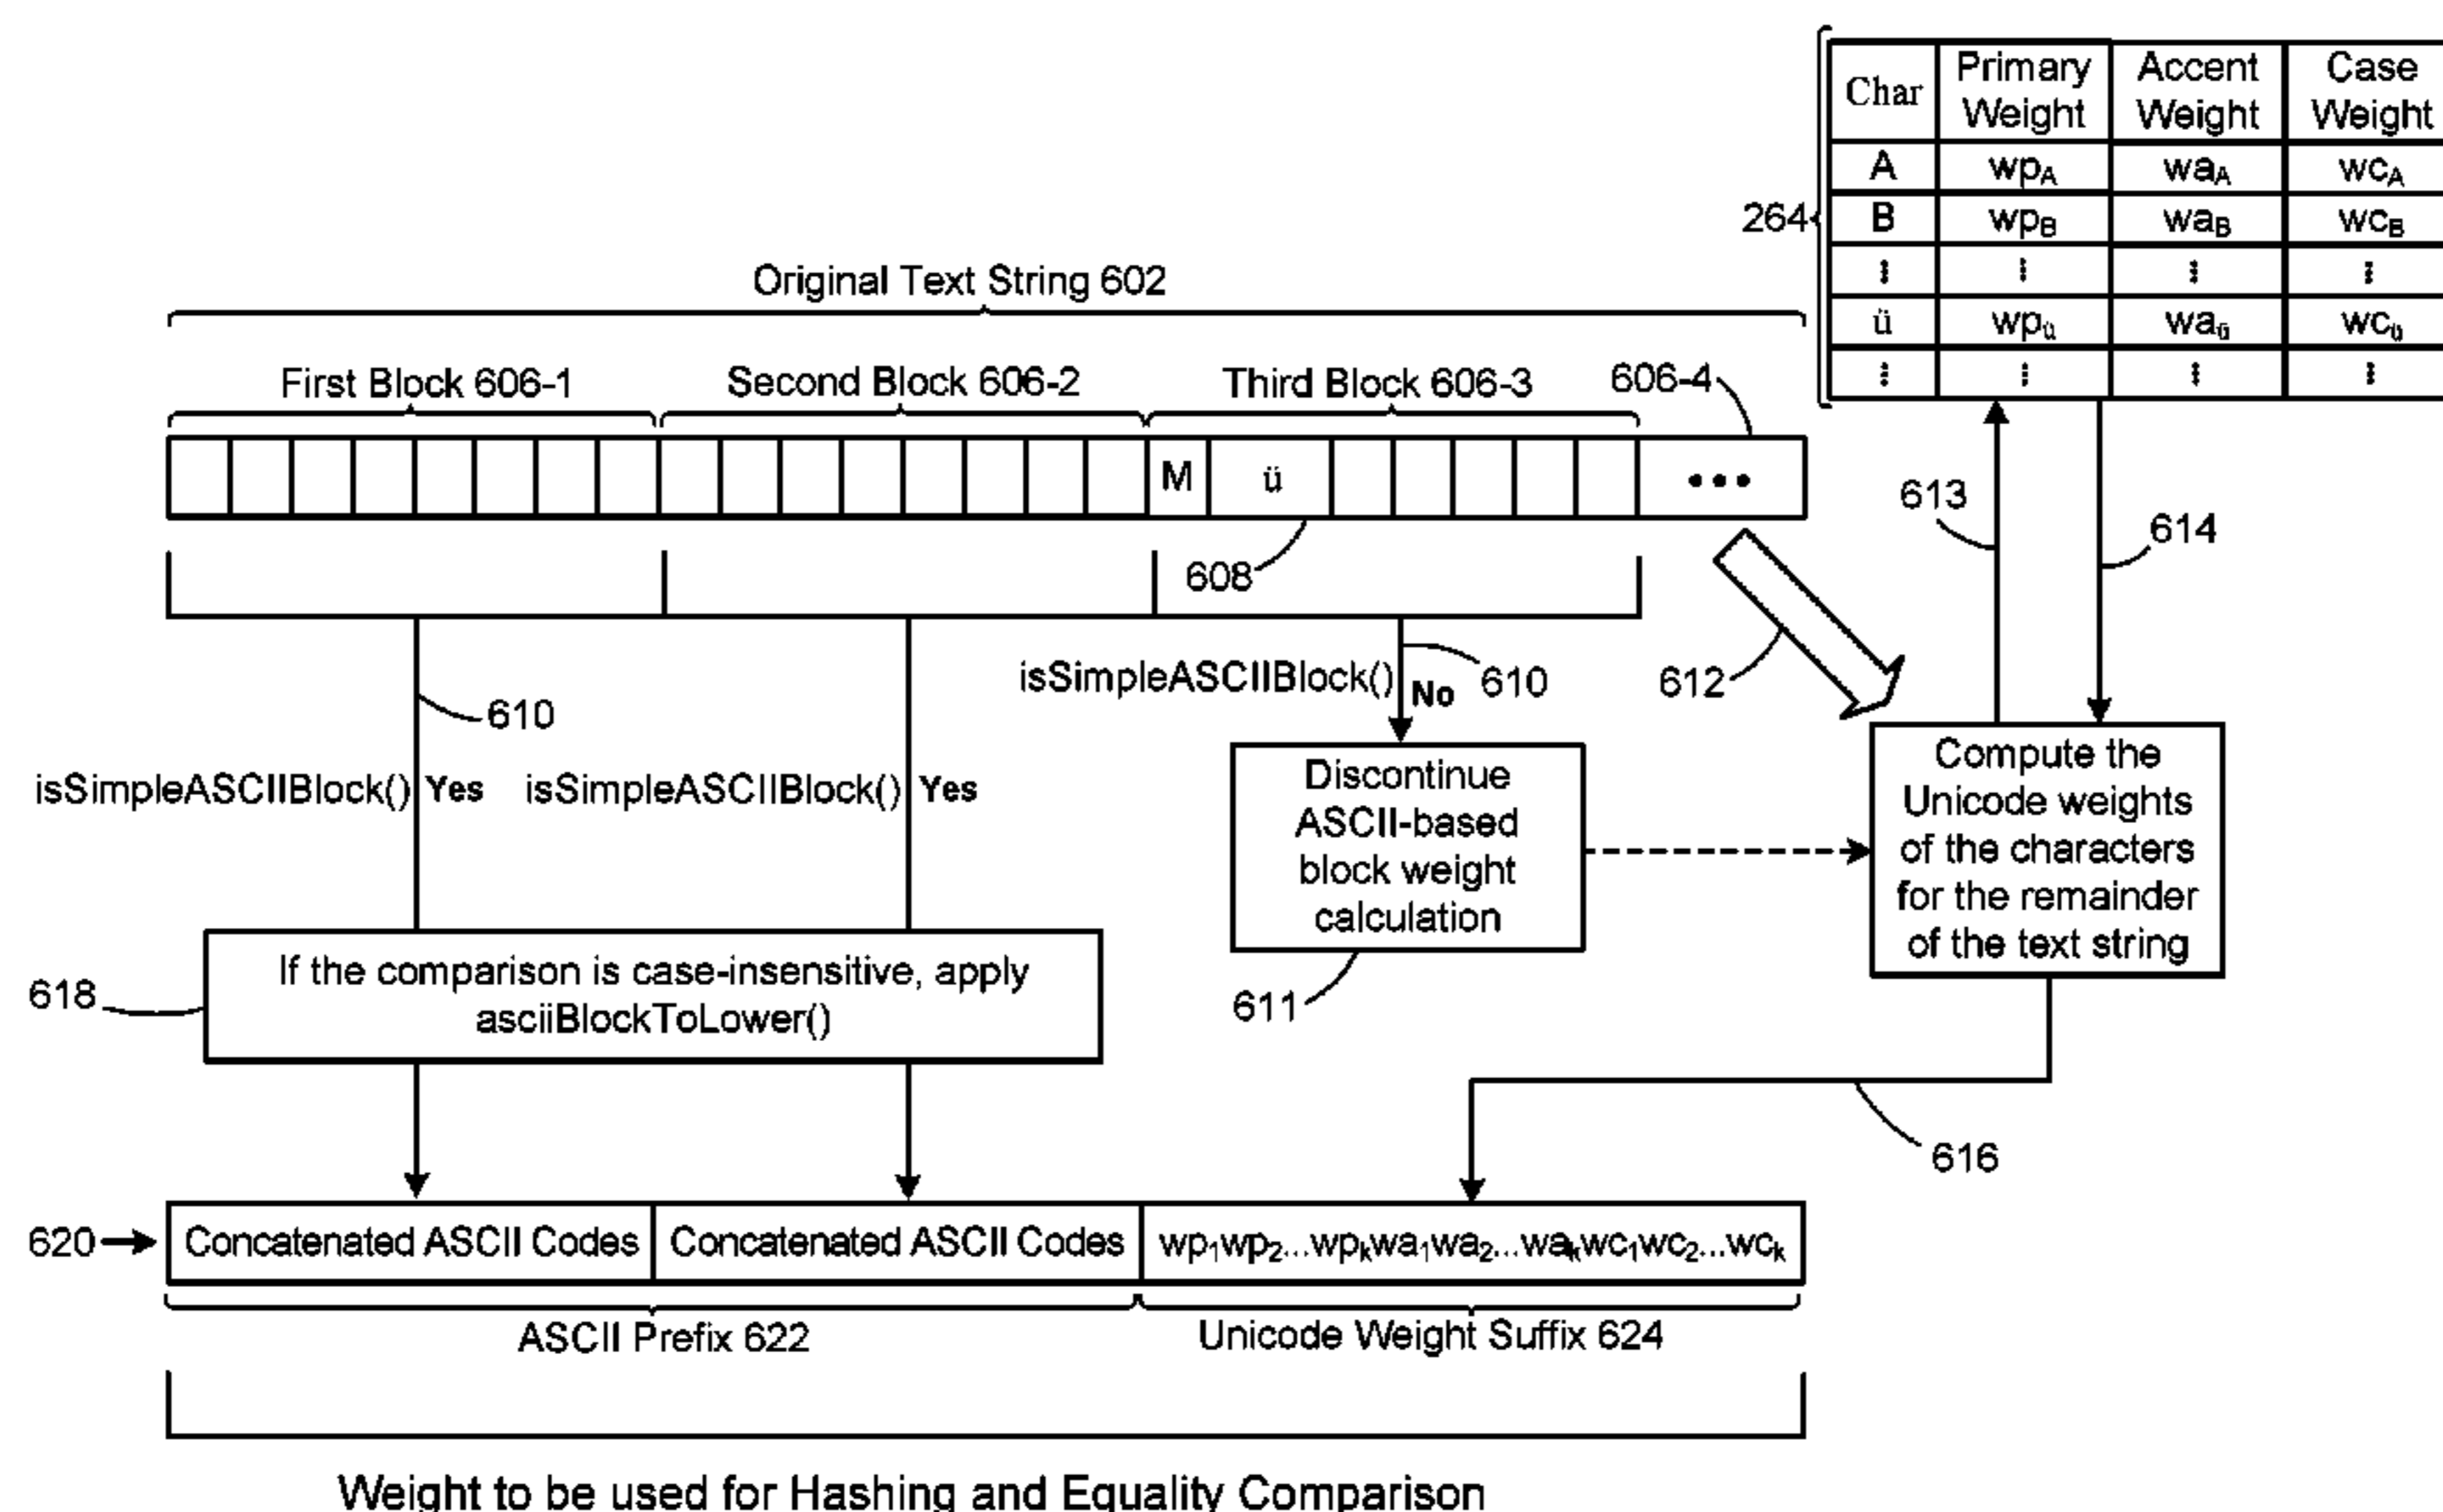 Char Primary Weight Accent Weight Case Weight
A wpA waA wcA
B wpB waB wcB
⋮ ⋮ ⋮ ⋮
ü wpü waü wcü
⋮ ⋮ ⋮ ⋮
264
Original Text String 602
First Block 606-1 Second Block 606-2 Third Block 606-3 606-4
M ü •••
608
613
614
612
isSimpleASCIIBlock() Yes
610
isSimpleASCIIBlock() Yes
isSimpleASCIIBlock() No
610
Discontinue
ASCII-based
block weight
calculation
611
Compute the
Unicode weights
of the characters
for the remainder
of the text string
616
618
If the comparison is case-insensitive, apply
asciiBlockToLower()
620
Concatenated ASCII Codes Concatenated ASCII Codes wp₁wp₂...wpₖwa₁wa₂...waₖwc₁wc₂...wcₖ
ASCII Prefix 622 Unicode Weight Suffix 624
Weight to be used for Hashing and Equality Comparison